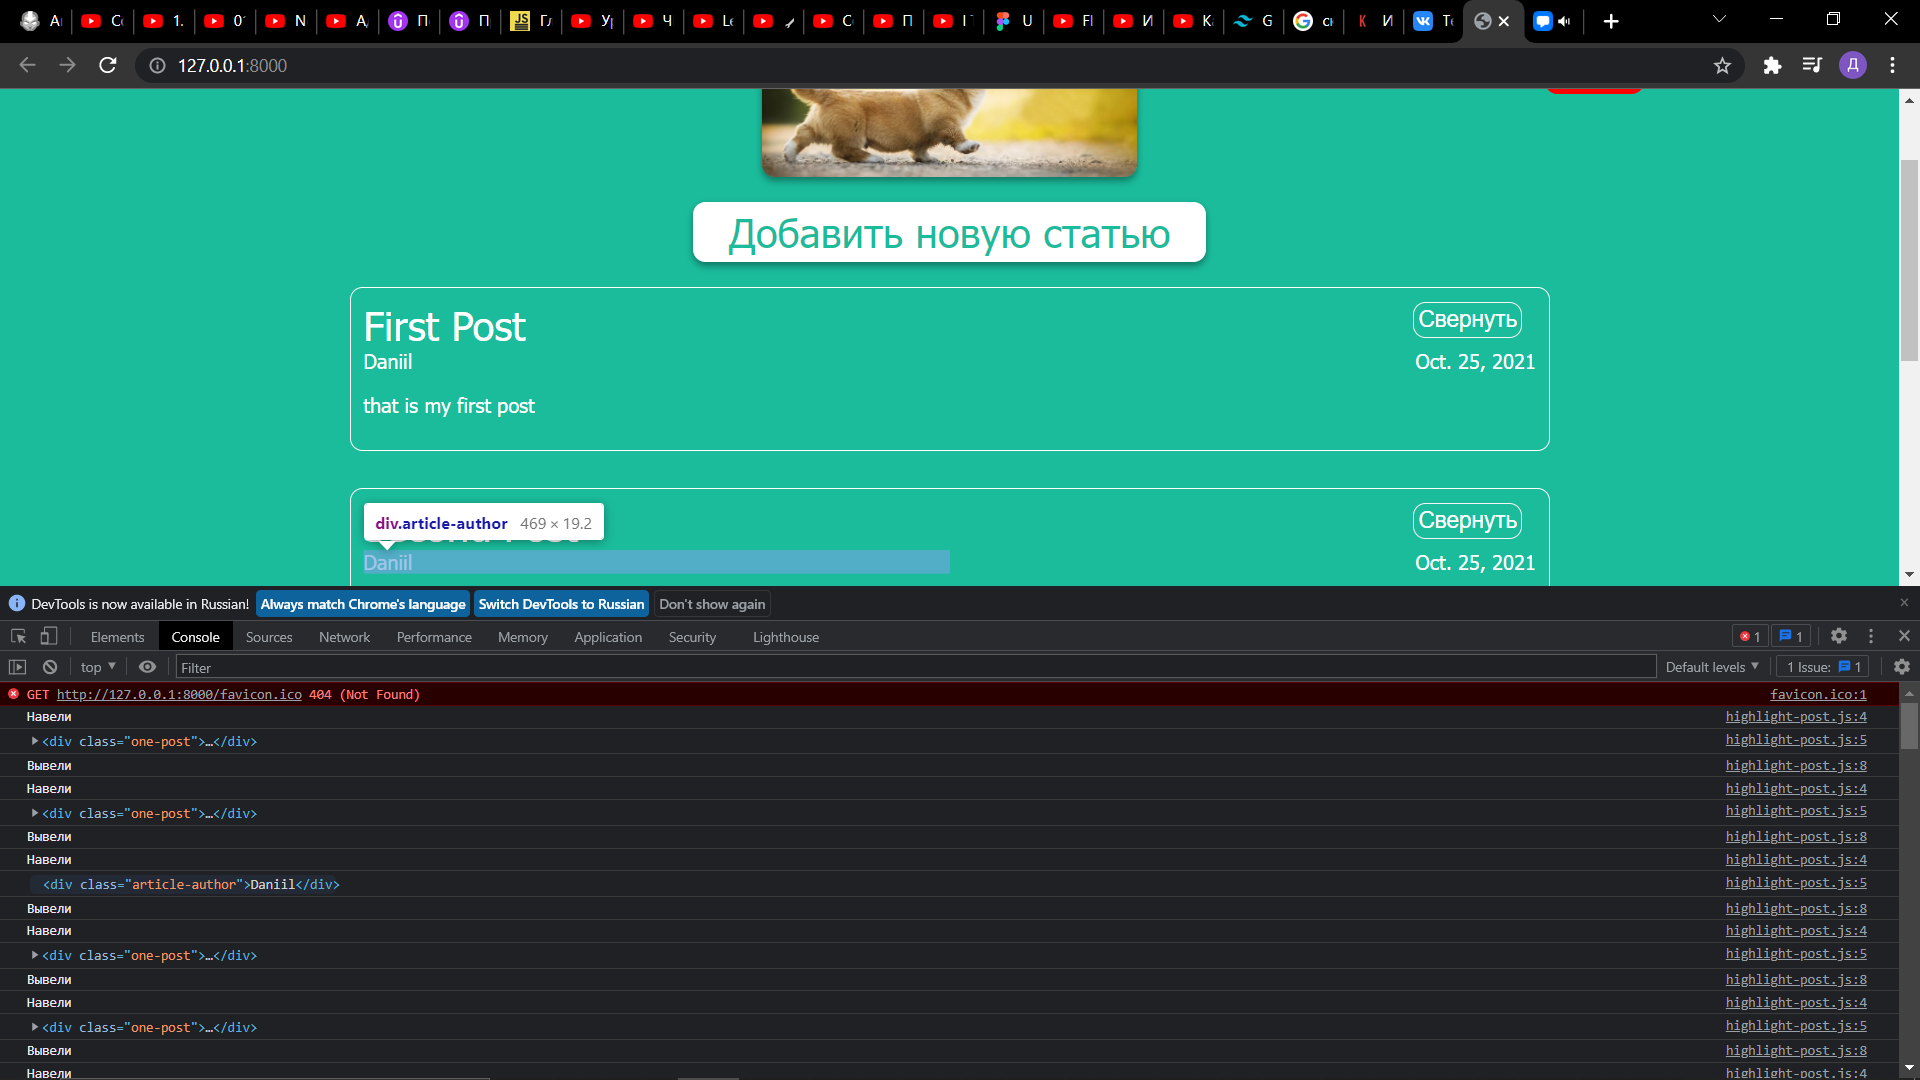 127.0.0.1:8000
Добавить новую статью
First Post
Свернуть
Daniil
Oct. 25, 2021
that is my first post
div.article-author 469 × 19.2
Свернуть
Daniil
Oct. 25, 2021
DevTools is now available in Russian! Always match Chrome's language Switch DevTools to Russian Don't show again
Elements Console Sources Network Performance Memory Application Security Lighthouse 1 1
top Filter Default levels 1 Issue: 1
GET http://127.0.0.1:8000/favicon.ico 404 (Not Found) favicon.ico:1
Навели highlight-post.js:4
<div class="one-post">…</div> highlight-post.js:5
Вывели highlight-post.js:8
Навели highlight-post.js:4
<div class="one-post">…</div> highlight-post.js:5
Вывели highlight-post.js:8
Навели highlight-post.js:4
<div class="article-author">Daniil</div> highlight-post.js:5
Вывели highlight-post.js:8
Навели highlight-post.js:4
<div class="one-post">…</div> highlight-post.js:5
Вывели highlight-post.js:8
Навели highlight-post.js:4
<div class="one-post">…</div> highlight-post.js:5
Вывели highlight-post.js:8
Навели highlight-post.js:4